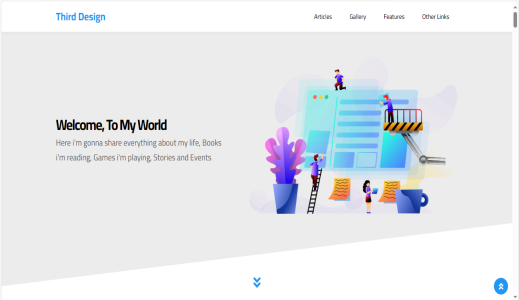 Third Design
Articles
Gallery
Features
Other Links
Welcome, To My World
Here i'm gonna share everything about my life, Books
i'm reading, Games i'm playing, Stories and Events